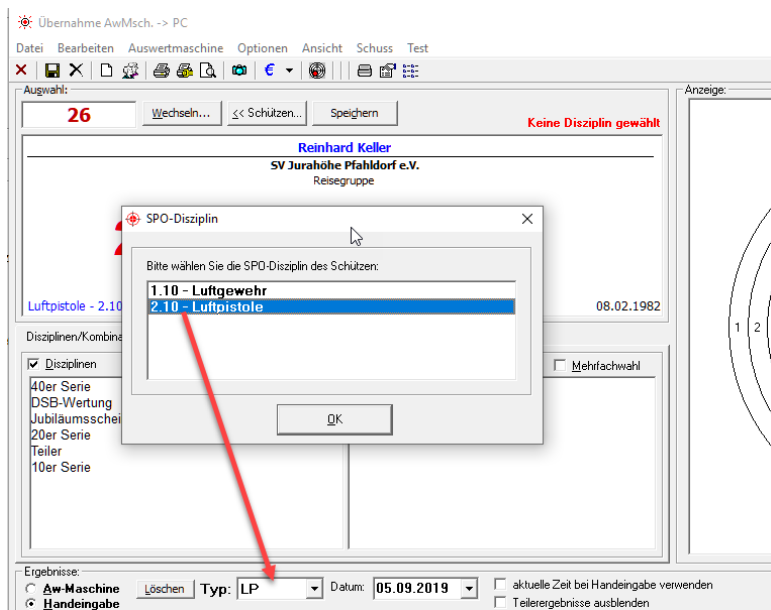 Übernahme AwMsch. -> PC
Datei Bearbeiten Auswertmaschine Optionen Ansicht Schuss Test
Auswahl:
26
Wechseln...
<< Schützen...
Speichern
Keine Disziplin gewählt
Reinhard Keller
SV Jurahöhe Pfahldorf e.V.
Reisegruppe
Luftpistole - 2.10
08.02.1982
SPO-Disziplin
Bitte wählen Sie die SPO-Disziplin des Schützen:
1.10 - Luftgewehr
2.10 - Luftpistole
OK
Disziplinen/Kombina
Disziplinen
Mehrfachwahl
40er Serie
DSB-Wertung
Jubiläumsschei
20er Serie
Teiler
10er Serie
Anzeige:
1 2
Ergebnisse:
Aw-Maschine
Handeingabe
Löschen
Typ: LP
Datum: 05.09.2019
aktuelle Zeit bei Handeingabe verwenden
Teilerergebnisse ausblenden